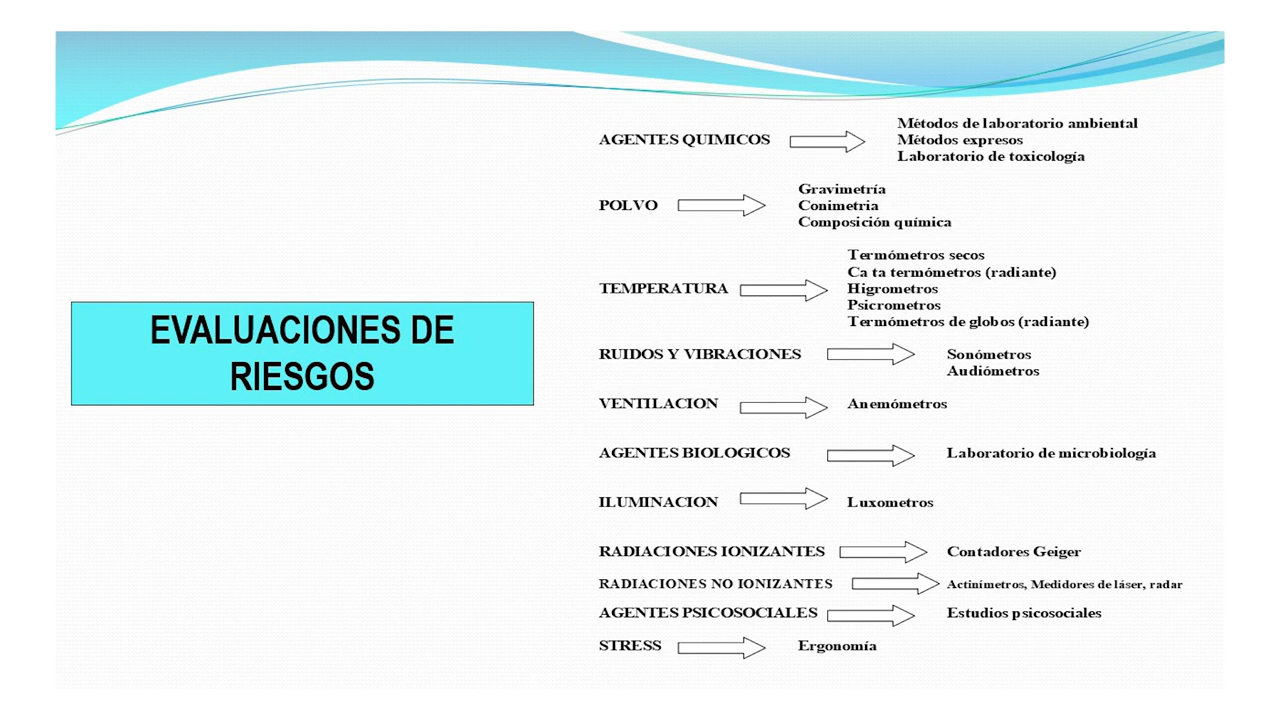 EVALUACIONES DE
RIESGOS
AGENTES QUIMICOS
Métodos de laboratorio ambiental
Métodos expresos
Laboratorio de toxicología
POLVO
Gravimetría
Conimetria
Composición química
TEMPERATURA
Termómetros secos
Ca ta termómetros (radiante)
Higrometros
Psicrometros
Termómetros de globos (radiante)
RUIDOS Y VIBRACIONES
Sonómetros
Audiómetros
VENTILACION
Anemómetros
AGENTES BIOLOGICOS
Laboratorio de microbiología
ILUMINACION
Luxometros
RADIACIONES IONIZANTES
Contadores Geiger
RADIACIONES NO IONIZANTES
Actinímetros, Medidores de láser, radar
AGENTES PSICOSOCIALES
Estudios psicosociales
STRESS
Ergonomía